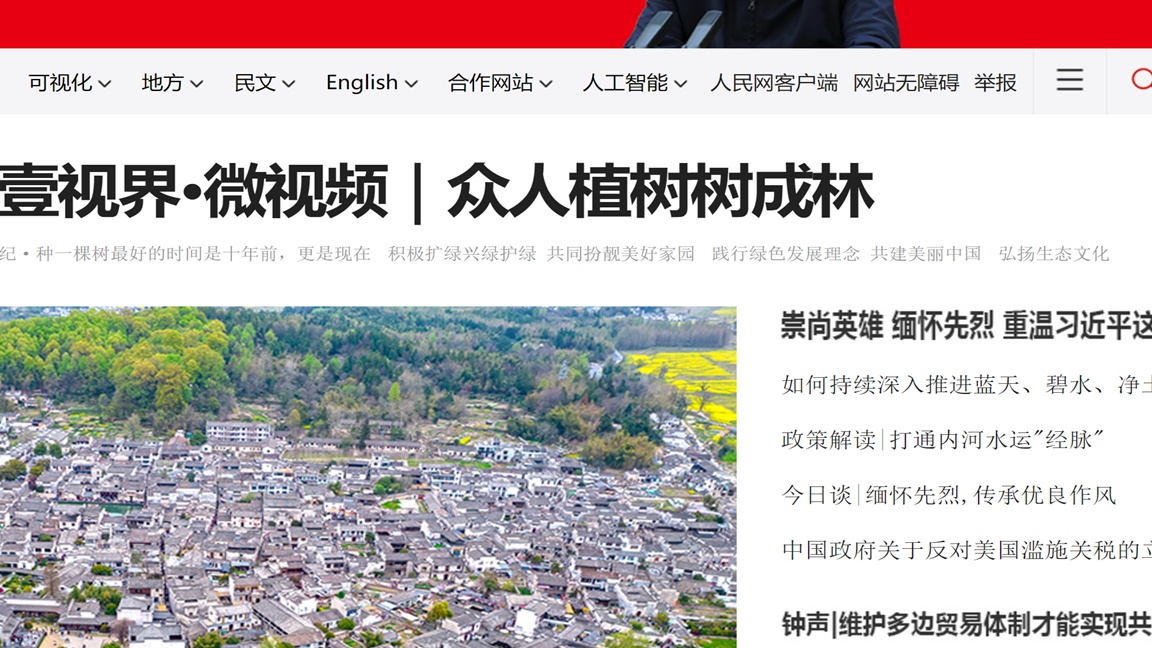 可视化 地方 民文 English 合作网站 人工智能 人民网客户端 网站无障碍 举报
壹视界·微视频｜众人植树树成林
纪·种一棵树最好的时间是十年前，更是现在 积极扩绿兴绿护绿 共同扮靓美好家园 践行绿色发展理念 共建美丽中国 弘扬生态文化
崇尚英雄 缅怀先烈 重温习近平这
如何持续深入推进蓝天、碧水、净土
政策解读|打通内河水运"经脉"
今日谈|缅怀先烈,传承优良作风
中国政府关于反对美国滥施关税的立
钟声|维护多边贸易体制才能实现共